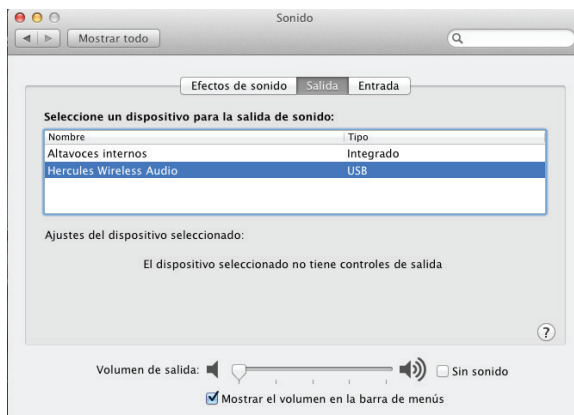 Sonido
Mostrar todo
Efectos de sonido Salida Entrada
Seleccione un dispositivo para la salida de sonido:
Nombre Tipo
Altavoces internos Integrado
Hercules Wireless Audio USB
Ajustes del dispositivo seleccionado:
El dispositivo seleccionado no tiene controles de salida
?
Volumen de salida: Sin sonido
Mostrar el volumen en la barra de menús